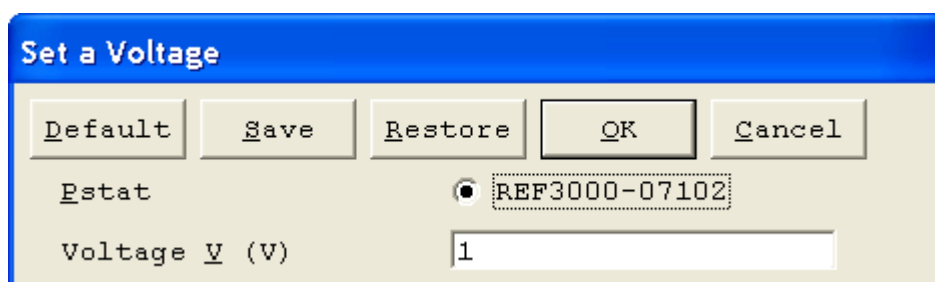 Set a Voltage
Default Save Restore OK Cancel
Pstat REF3000-07102
Voltage V (V) 1